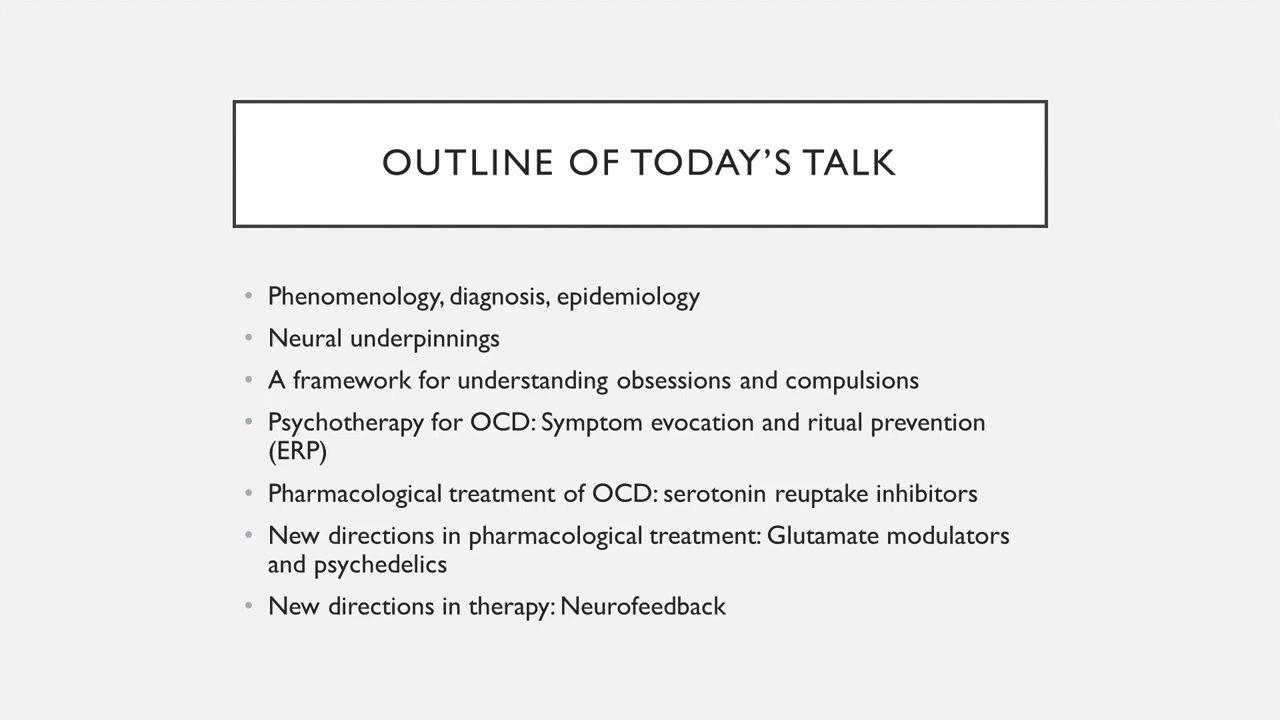 OUTLINE OF TODAY’S TALK
• Phenomenology, diagnosis, epidemiology
• Neural underpinnings
• A framework for understanding obsessions and compulsions
• Psychotherapy for OCD: Symptom evocation and ritual prevention
(ERP)
• Pharmacological treatment of OCD: serotonin reuptake inhibitors
• New directions in pharmacological treatment: Glutamate modulators
and psychedelics
• New directions in therapy: Neurofeedback